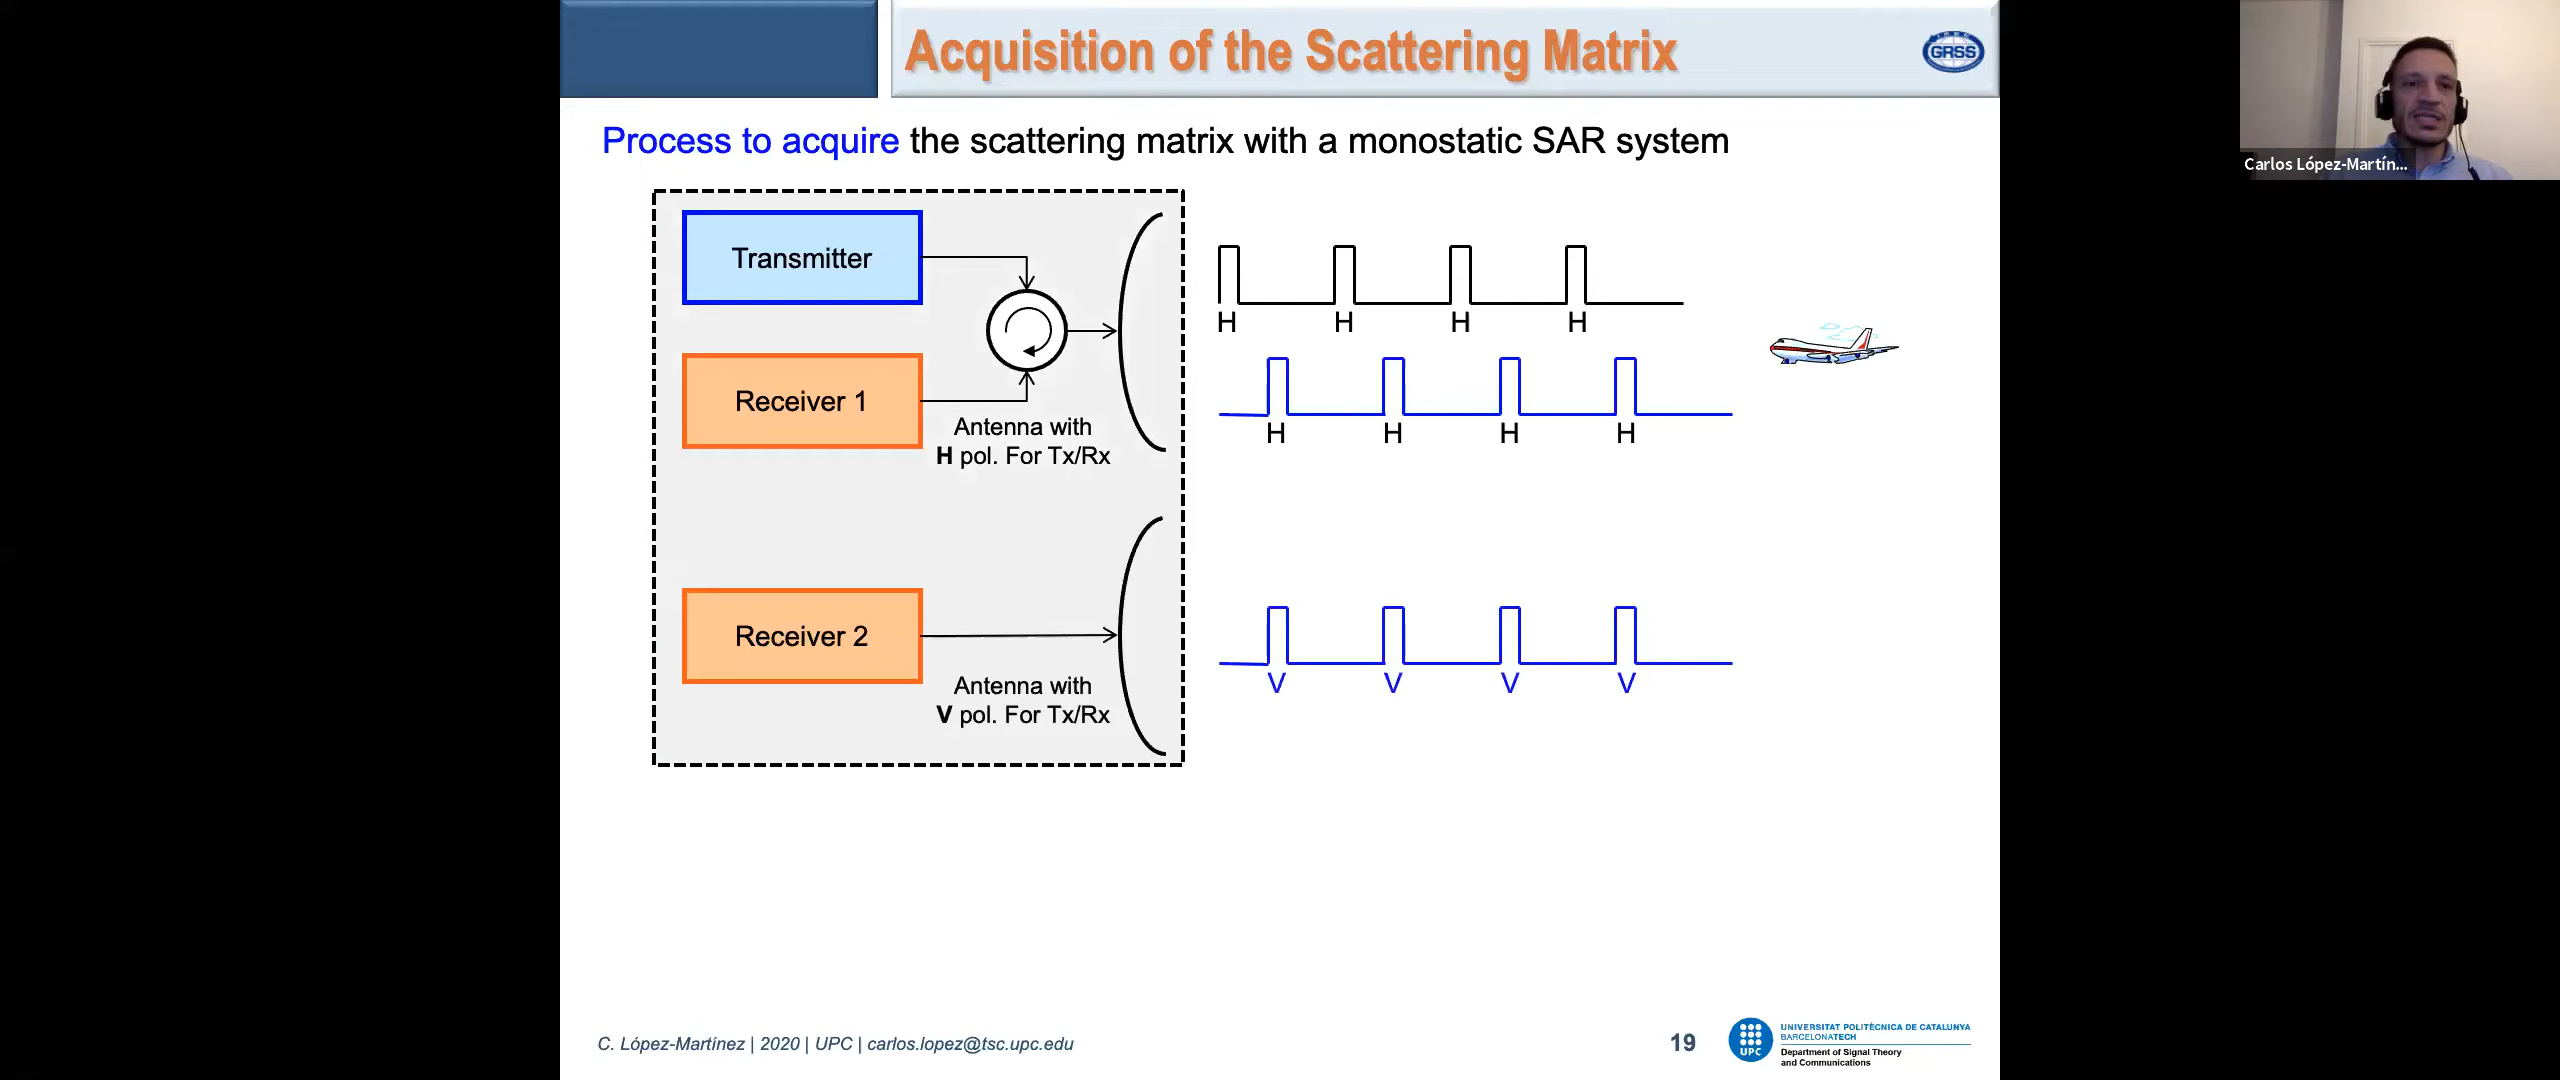 Acquisition of the Scattering Matrix
GRSS
Carlos López-Martín...
Process to acquire the scattering matrix with a monostatic SAR system
Transmitter
Receiver 1
Antenna with
H pol. For Tx/Rx
H H H H
H H H H
Receiver 2
Antenna with
V pol. For Tx/Rx
V V V V
C. López-Martínez | 2020 | UPC | carlos.lopez@tsc.upc.edu
19
UPC
UNIVERSITAT POLITÈCNICA DE CATALUNYA
BARCELONATECH
Department of Signal Theory
and Communications